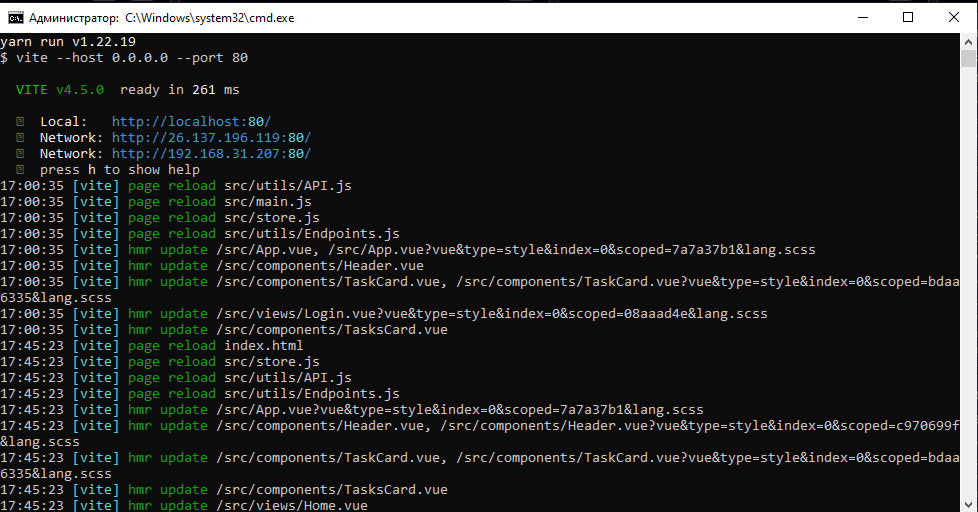 Администратор: C:\Windows\system32\cmd.exe
yarn run v1.22.19
$ vite --host 0.0.0.0 --port 80
VITE v4.5.0 ready in 261 ms
Local: http://localhost:80/
Network: http://26.137.196.119:80/
Network: http://192.168.31.207:80/
press h to show help
17:00:35 [vite] page reload src/utils/API.js
17:00:35 [vite] page reload src/main.js
17:00:35 [vite] page reload src/store.js
17:00:35 [vite] page reload src/utils/Endpoints.js
17:00:35 [vite] hmr update /src/App.vue, /src/App.vue?vue&type=style&index=0&scoped=7a7a37b1&lang.scss
17:00:35 [vite] hmr update /src/components/Header.vue
17:00:35 [vite] hmr update /src/components/TaskCard.vue, /src/components/TaskCard.vue?vue&type=style&index=0&scoped=bdaa
6335&lang.scss
17:00:35 [vite] hmr update /src/views/Login.vue?vue&type=style&index=0&scoped=08aaad4e&lang.scss
17:00:35 [vite] hmr update /src/components/TasksCard.vue
17:45:23 [vite] page reload index.html
17:45:23 [vite] page reload src/store.js
17:45:23 [vite] page reload src/utils/API.js
17:45:23 [vite] page reload src/utils/Endpoints.js
17:45:23 [vite] hmr update /src/App.vue?vue&type=style&index=0&scoped=7a7a37b1&lang.scss
17:45:23 [vite] hmr update /src/components/Header.vue, /src/components/Header.vue?vue&type=style&index=0&scoped=c970699f
&lang.scss
17:45:23 [vite] hmr update /src/components/TaskCard.vue, /src/components/TaskCard.vue?vue&type=style&index=0&scoped=bdaa
6335&lang.scss
17:45:23 [vite] hmr update /src/components/TasksCard.vue
17:45:23 [vite] hmr update /src/views/Home.vue